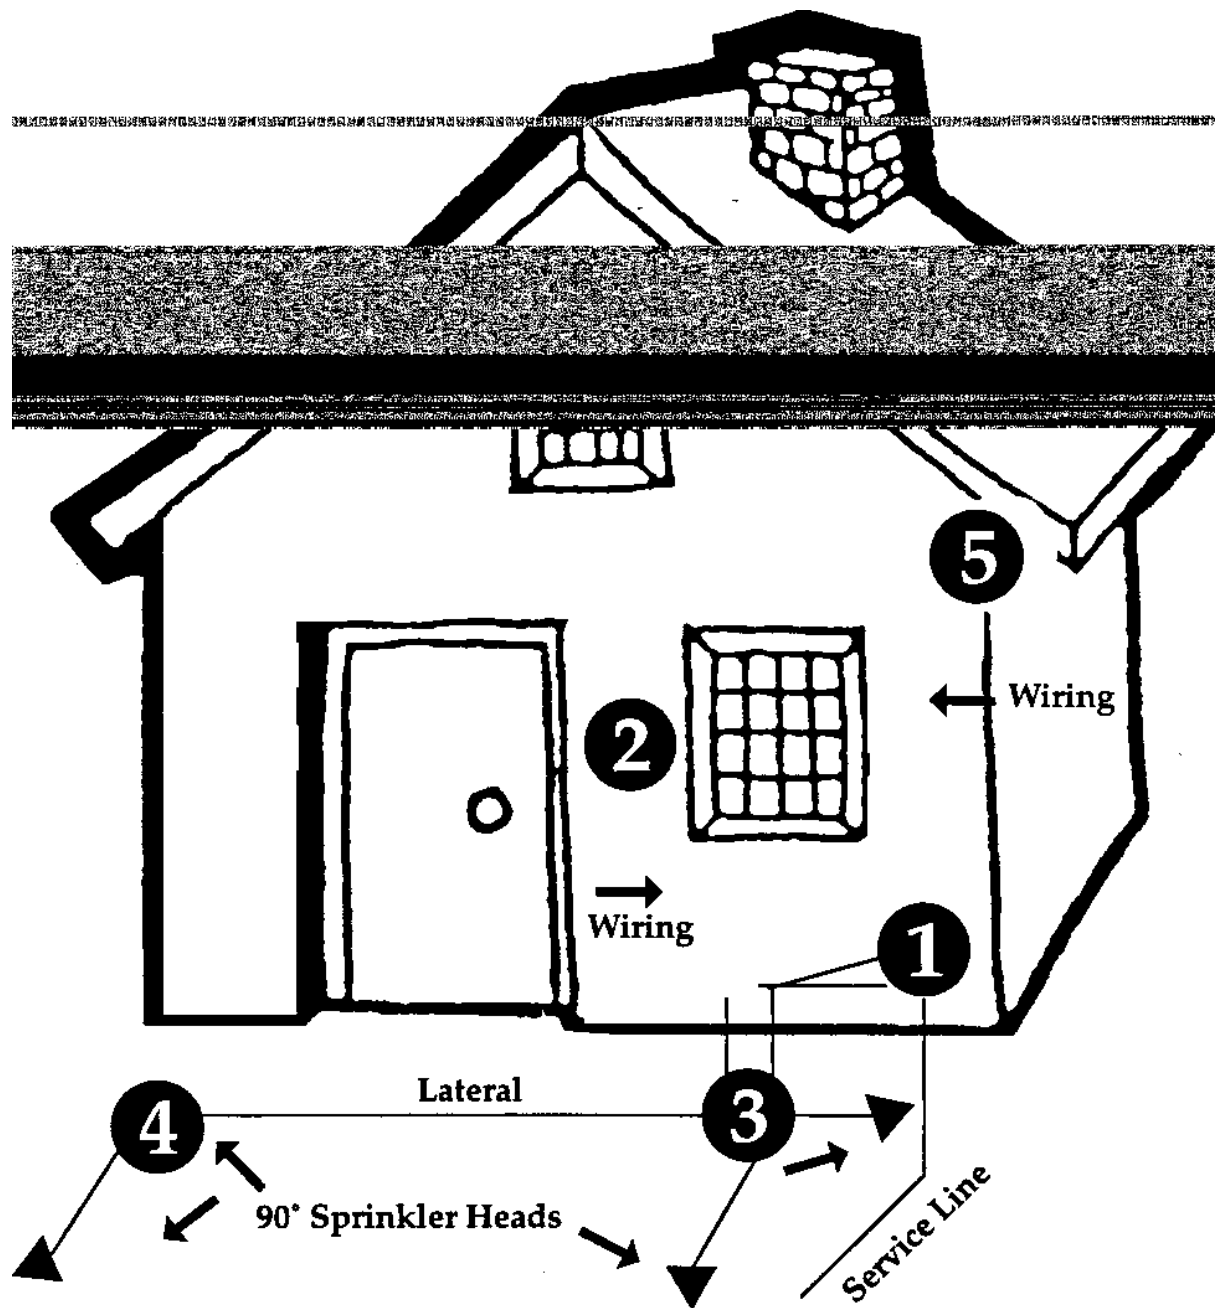 5
Wiring
2
Wiring
1
Lateral
4
3
90° Sprinkler Heads
Service Line